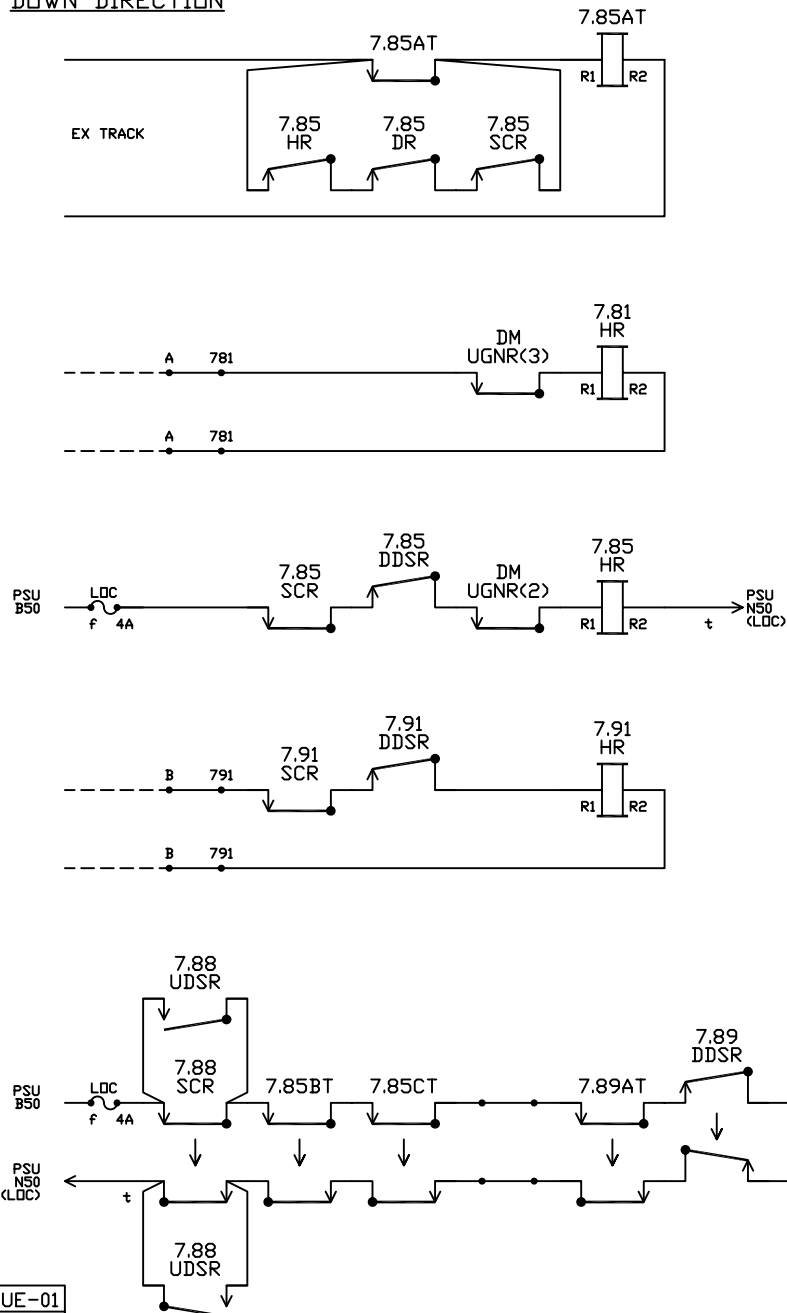 DOWN DIRECTION
7.85AT
7.85AT
R1 R2
EX TRACK
7.85
HR
7.85
DR
7.85
SCR
7.81
HR
DM
UGNR(3)
A 781
R1 R2
A 781
7.85
DDSR
7.85
HR
7.85
SCR
DM
UGNR(2)
PSU
B50
LOC
f 4A
R1 R2
t
PSU
N50
(LOC)
7.91
DDSR
7.91
HR
7.91
SCR
B 791
R1 R2
B 791
7.88
UDSR
7.89
DDSR
7.88
SCR
7.85BT
7.85CT
7.89AT
PSU
B50
LOC
f 4A
PSU
N50
(LOC)
t
7.88
UDSR
UE-01